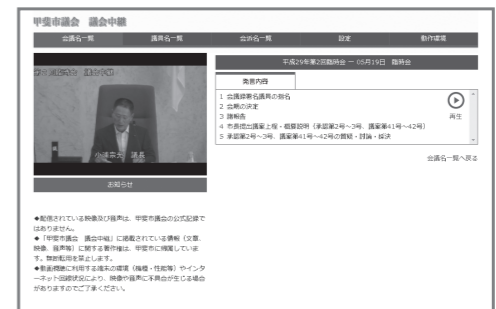 甲斐市議会 議会中継
会議名一覧 議員名一覧 会派名一覧 設定 動作環境
平成29年第2回臨時会 ― 05月19日 臨時会
発言内容
1 会議録署名議員の指名
2 会期の決定
3 諸報告
4 市長提出議案上程・概要説明（承認第2号～3号、議案第41号～42号）
5 承認第2号～3号、議案第41号～42号の質疑・討論・採決
再生
会議名一覧へ戻る
小浦宗夫 議長
お知らせ
◆配信されている映像及び音声は、甲斐市議会の公式記録で
はありません。
◆「甲斐市議会 議会中継」に掲載されている情報（文章、
映像、音声等）に関する著作権は、甲斐市に帰属していま
す。無断転用を禁止します。
◆動画視聴に利用する端末の環境（機種・性能等）やインタ
ーネット回線状況により、映像や音声に不具合が生じる場合
がありますのでご了承ください。